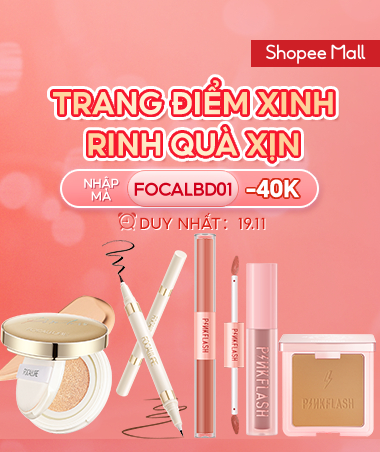 Shopee Mall
TRANG ĐIỂM XINH
RINH QUÀ XỊN
NHẬP MÃ FOCALBD01 -40K
DUY NHẤT: 19.11
FOCALLURE
PINKFLASH
PINKFLASH
PINKFLASH